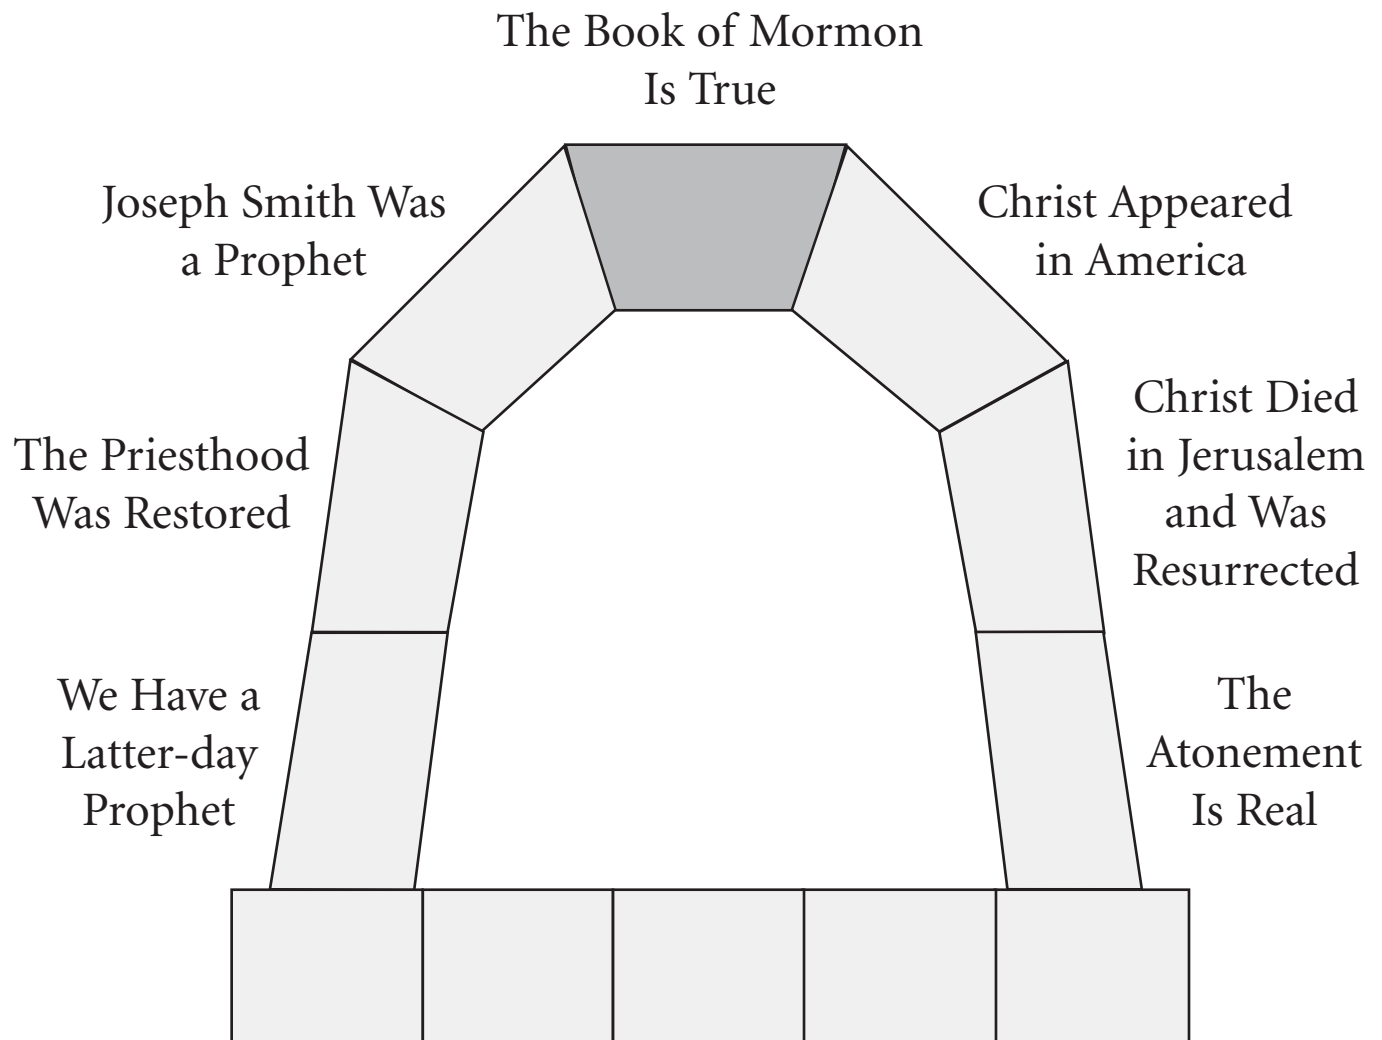 The Book of Mormon
Is True
Joseph Smith Was
a Prophet
Christ Appeared
in America
The Priesthood
Was Restored
Christ Died
in Jerusalem
and Was
Resurrected
We Have a
Latter-day
Prophet
The
Atonement
Is Real